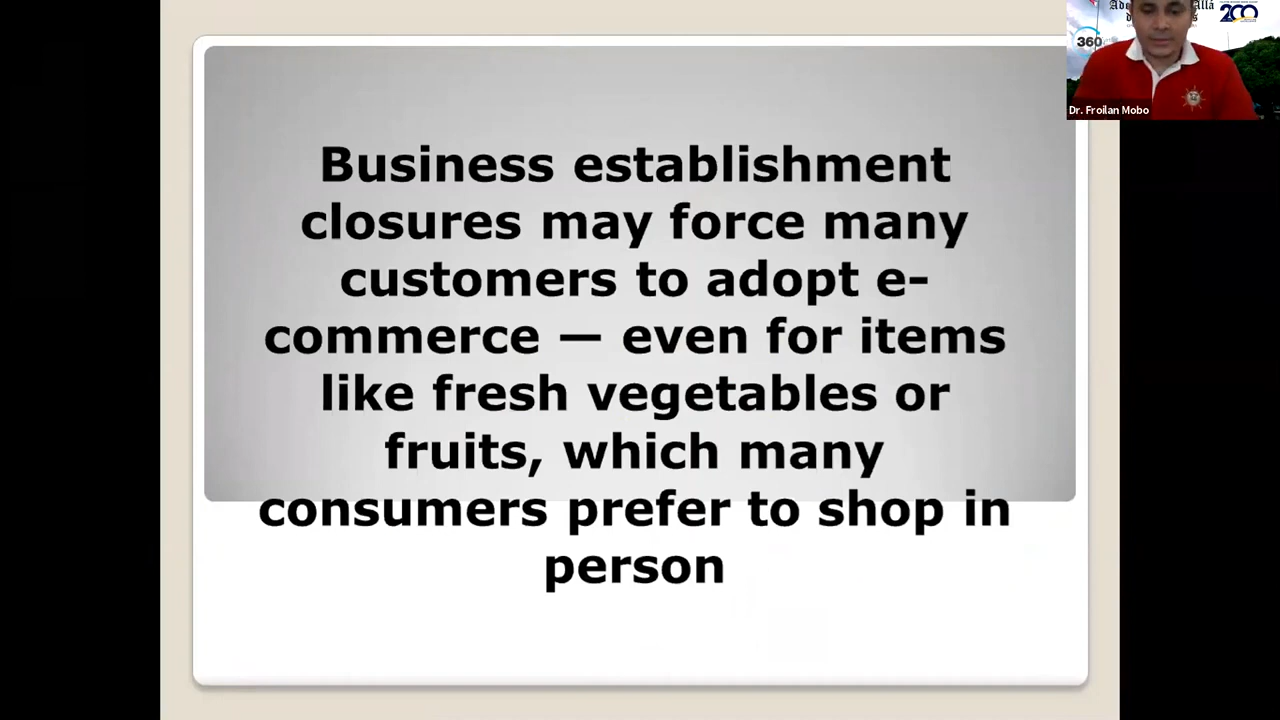 Business establishment
closures may force many
customers to adopt e-
commerce — even for items
like fresh vegetables or
fruits, which many
consumers prefer to shop in
person
360
200
Dr. Froilan Mobo